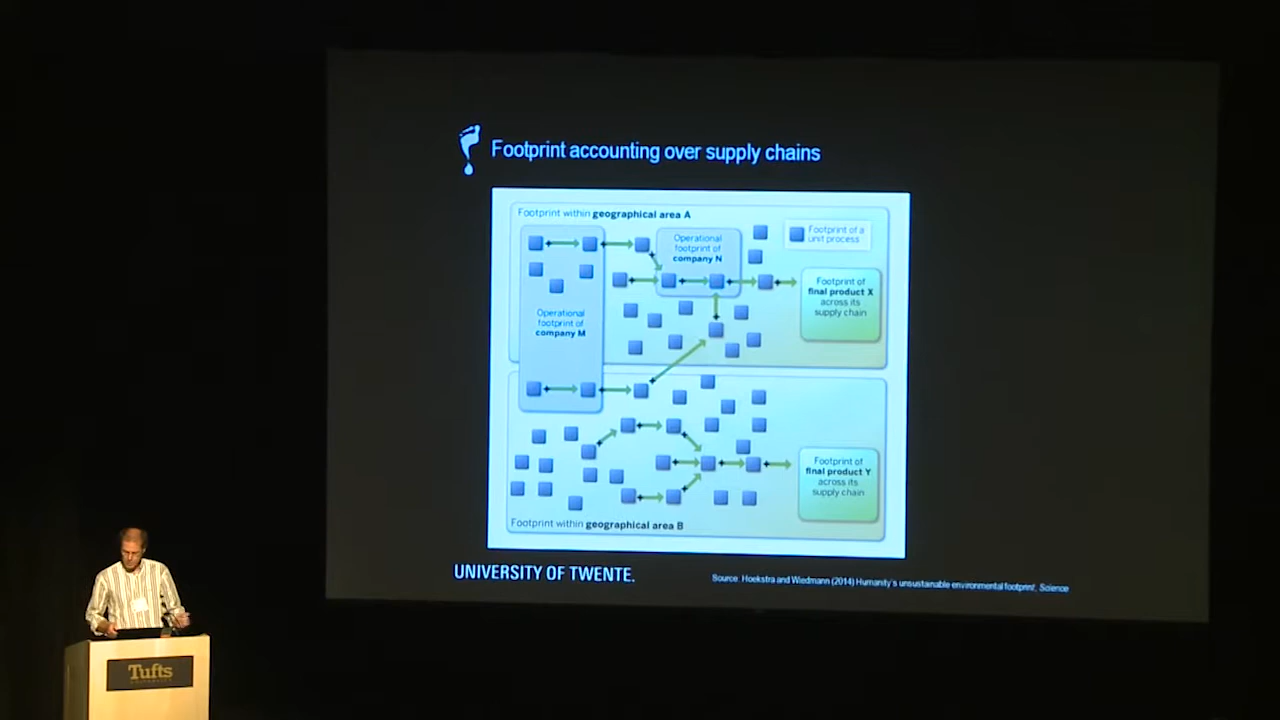 Footprint accounting over supply chains
Footprint within geographical area A
Footprint of a
unit process
Operational
footprint of
company N
Footprint of
final product X
across its
supply chain
Operational
footprint of
company M
Footprint of
final product Y
across its
supply chain
Footprint within geographical area B
UNIVERSITY OF TWENTE.
Source: Hoekstra and Wiedmann (2014) Humanity's unsustainable environmental footprint, Science
Tufts